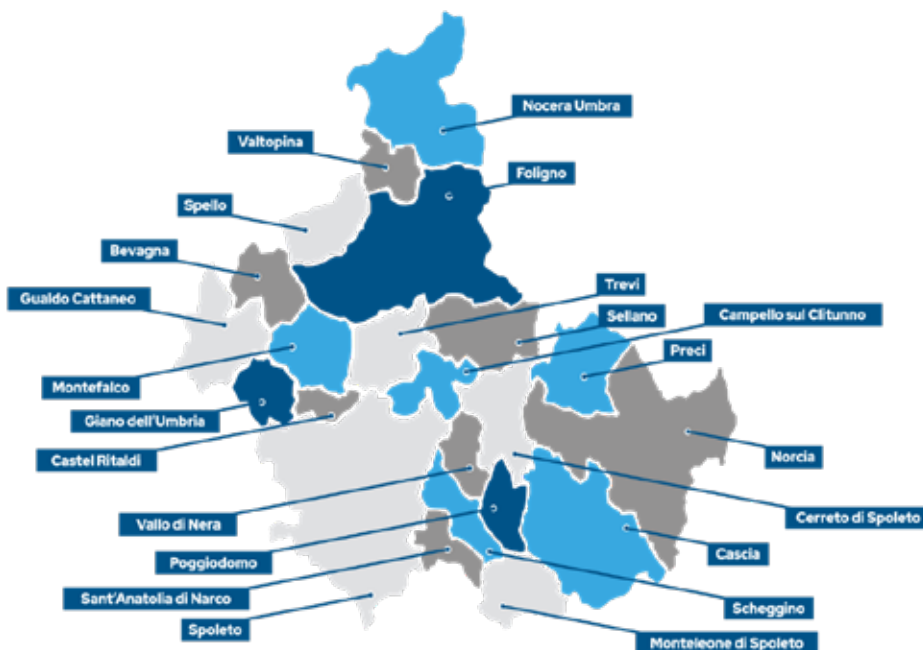 Nocera Umbra
Valtopina
Foligno
Spello
Bevagna
Trevi
Gualdo Cattaneo
Sellano
Campello sul Clitunno
Preci
Montefalco
Giano dell'Umbria
Castel Ritaldi
Norcia
Vallo di Nera
Cerreto di Spoleto
Poggiodomo
Cascia
Sant'Anatolia di Narco
Scheggino
Spoleto
Monteleone di Spoleto